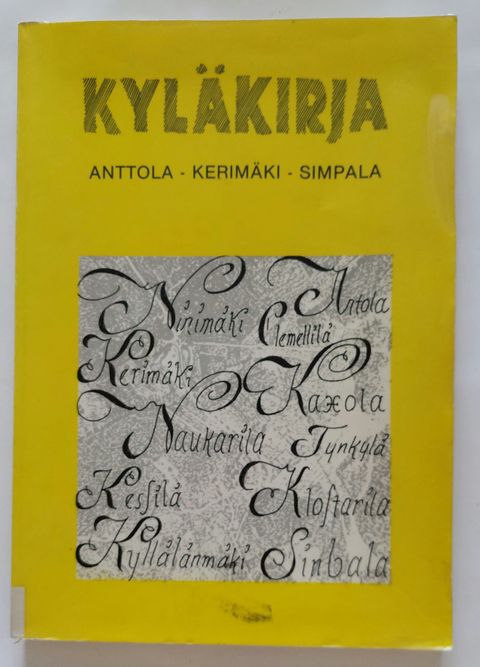 KYLÄKIRJA
ANTTOLA - KERIMÄKI - SIMPALA
Ninimäki
Antola
Clemellilä
Kerimäki
Kaxola
Naukarila
Tynkylä
Kessilä
Klostarila
Kyllälänmäki
Sinbala